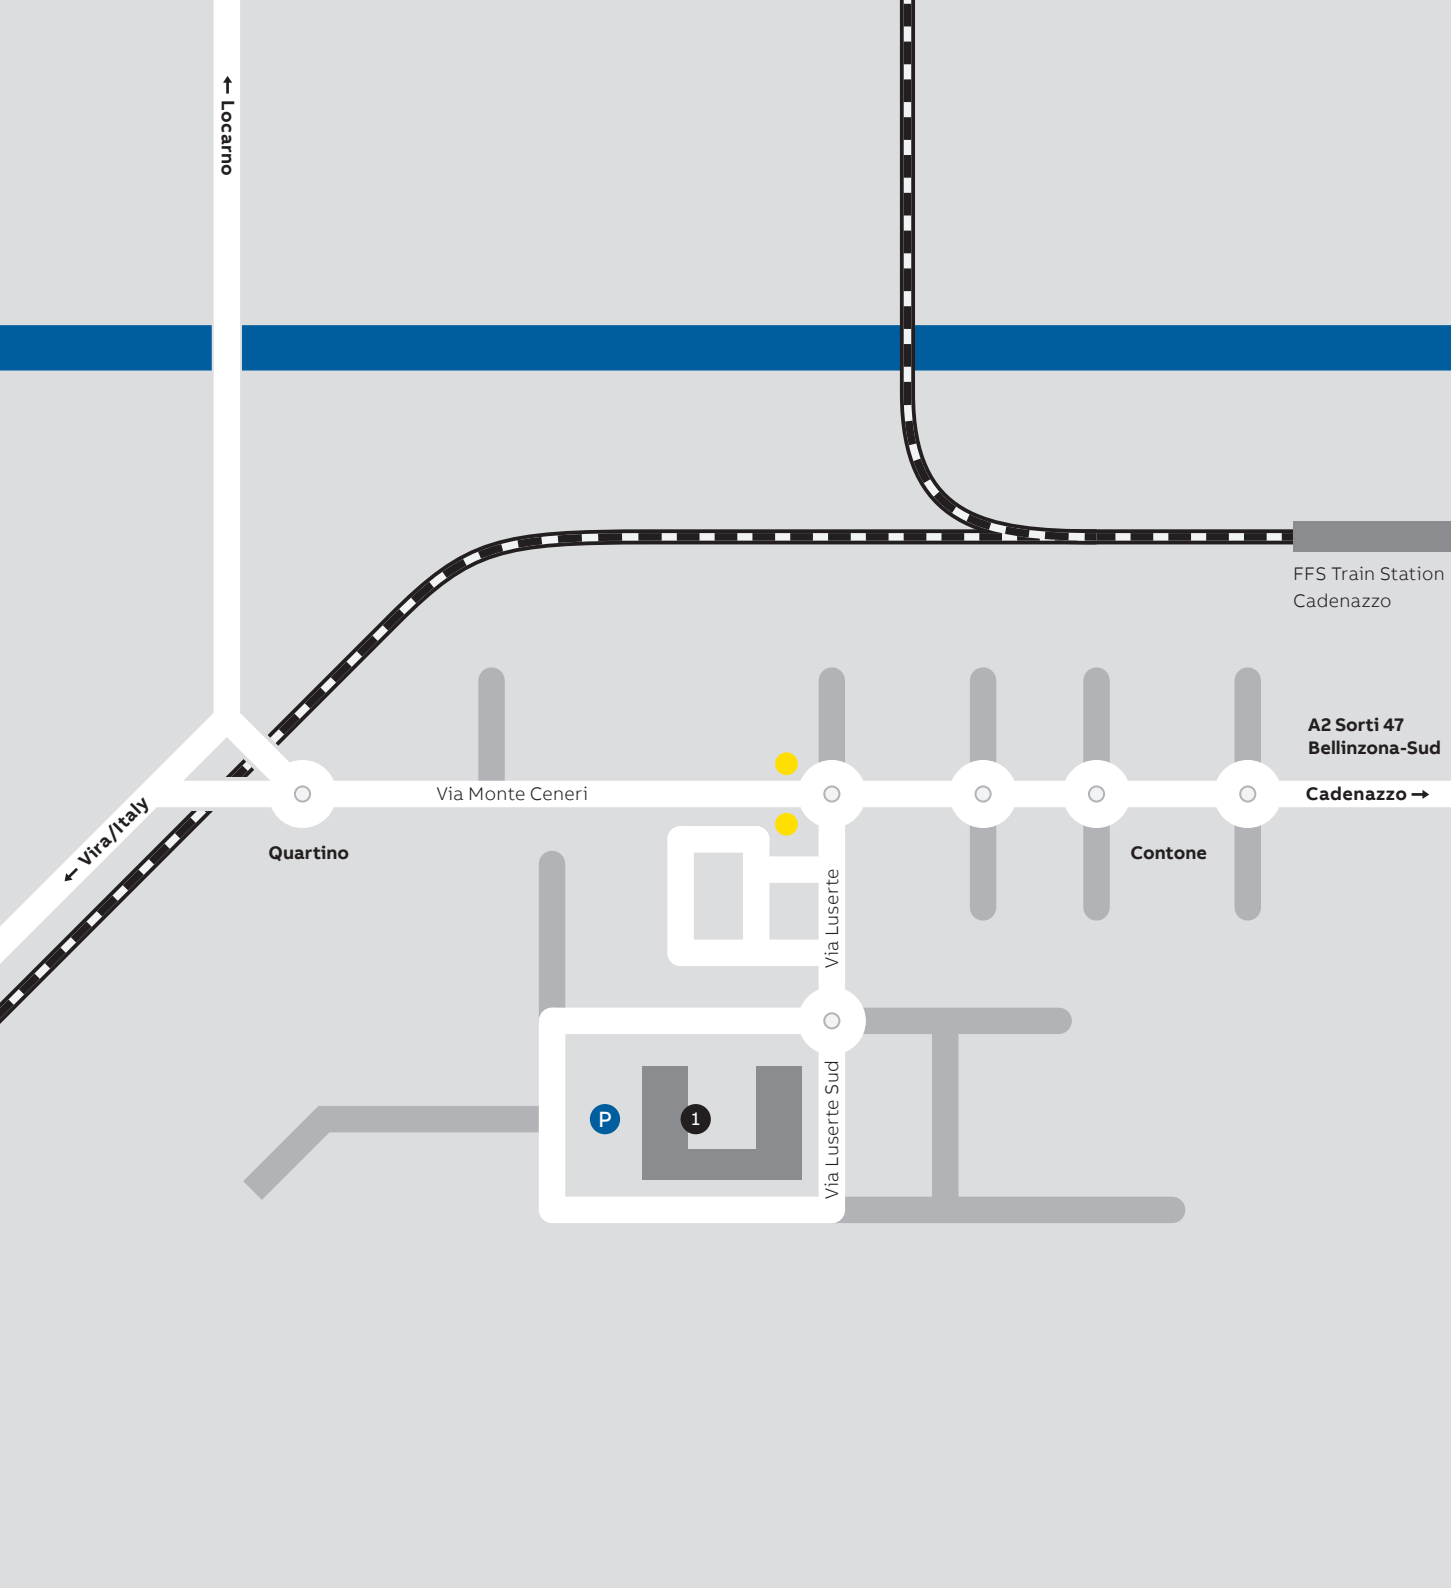 ← Locarno
FFS Train Station
Cadenazzo
A2 Sorti 47
Bellinzona-Sud
Via Monte Ceneri
Cadenazzo →
← Vira/Italy
Quartino
Contone
Via Luserte
P
1
Via Luserte Sud